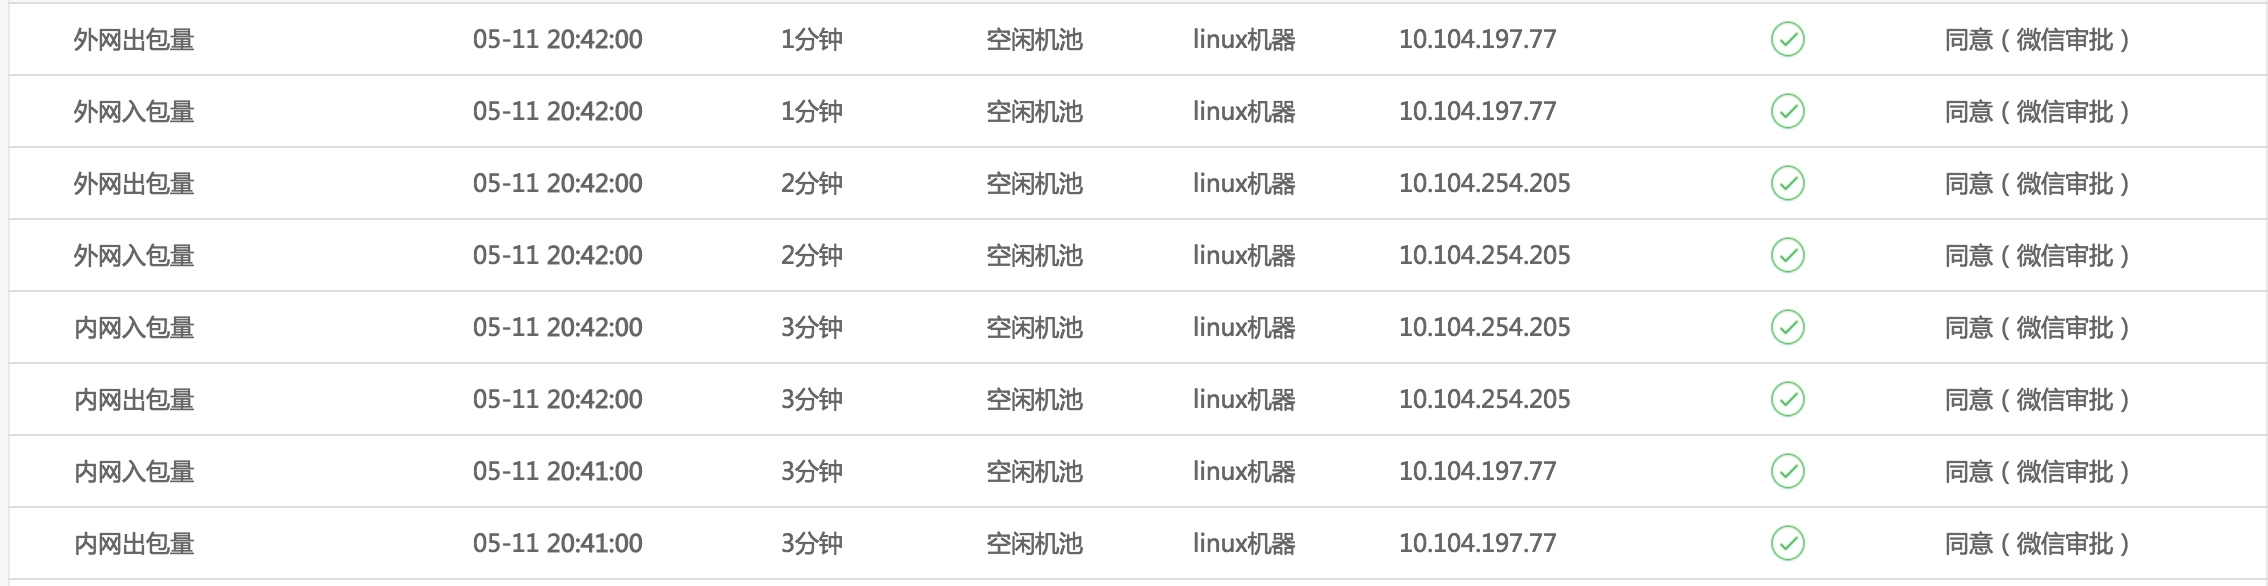 外网出包量 05-11 20:42:00 1分钟 空闲机池 linux机器 10.104.197.77 同意（微信审批）
外网入包量 05-11 20:42:00 1分钟 空闲机池 linux机器 10.104.197.77 同意（微信审批）
外网出包量 05-11 20:42:00 2分钟 空闲机池 linux机器 10.104.254.205 同意（微信审批）
外网入包量 05-11 20:42:00 2分钟 空闲机池 linux机器 10.104.254.205 同意（微信审批）
内网入包量 05-11 20:42:00 3分钟 空闲机池 linux机器 10.104.254.205 同意（微信审批）
内网出包量 05-11 20:42:00 3分钟 空闲机池 linux机器 10.104.254.205 同意（微信审批）
内网入包量 05-11 20:41:00 3分钟 空闲机池 linux机器 10.104.197.77 同意（微信审批）
内网出包量 05-11 20:41:00 3分钟 空闲机池 linux机器 10.104.197.77 同意（微信审批）